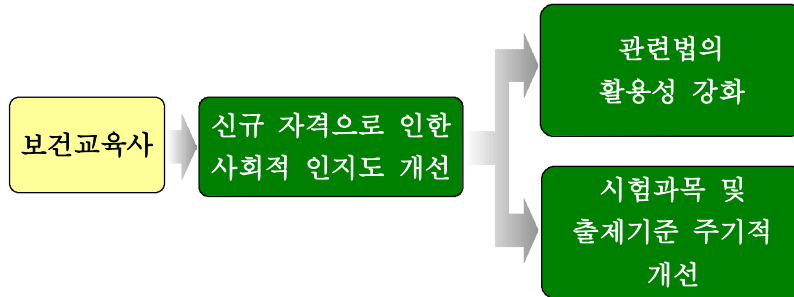 보건교육사
신규 자격으로 인한
사회적 인지도 개선
관련법의
활용성 강화
시험과목 및
출제기준 주기적
개선